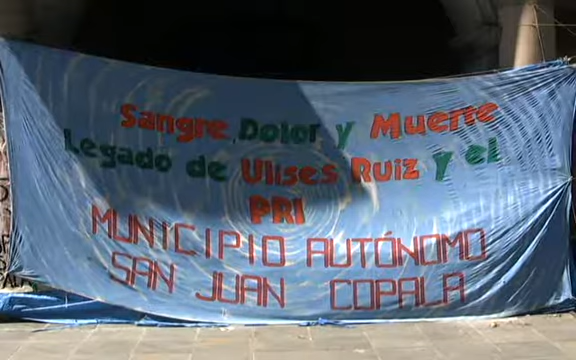 Sangre, Dolor y Muerte
Legado de Ulises Ruiz y el
PRI
MUNICIPIO AUTÓNOMO
SAN JUAN COPALA